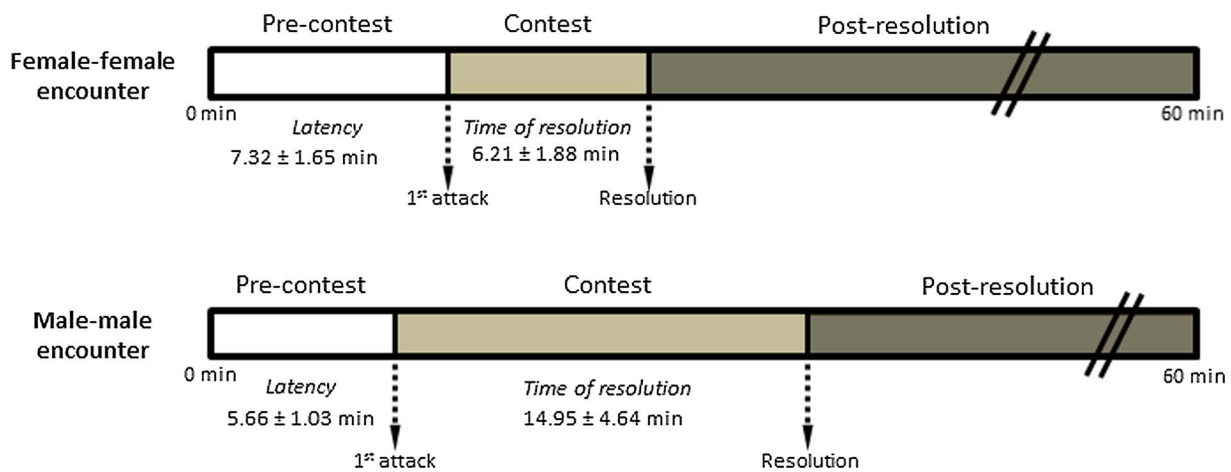 Pre-contest Contest Post-resolution
Female-female
encounter
0 min 60 min
Latency Time of resolution
7.32 ± 1.65 min 6.21 ± 1.88 min
1st attack Resolution
Pre-contest Contest Post-resolution
Male-male
encounter
0 min 60 min
Latency Time of resolution
5.66 ± 1.03 min 14.95 ± 4.64 min
1st attack Resolution